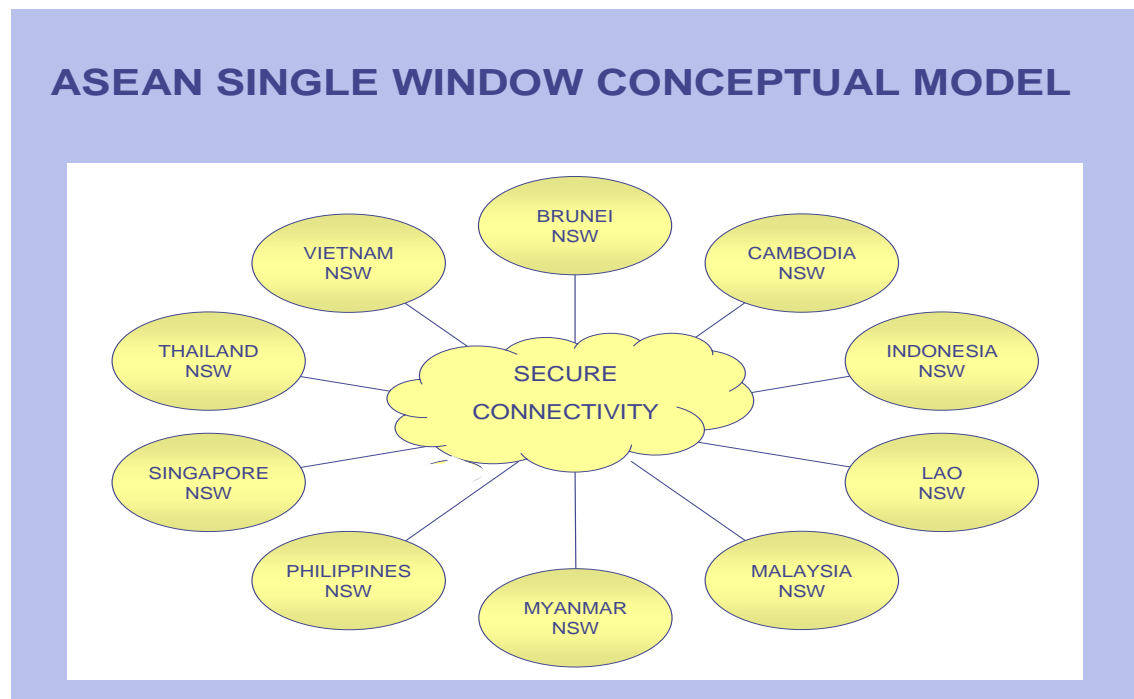 ASEAN SINGLE WINDOW CONCEPTUAL MODEL
BRUNEI
NSW
VIETNAM
NSW
CAMBODIA
NSW
THAILAND
NSW
SECURE
CONNECTIVITY
INDONESIA
NSW
SINGAPORE
NSW
LAO
NSW
PHILIPPINES
NSW
MALAYSIA
NSW
MYANMAR
NSW